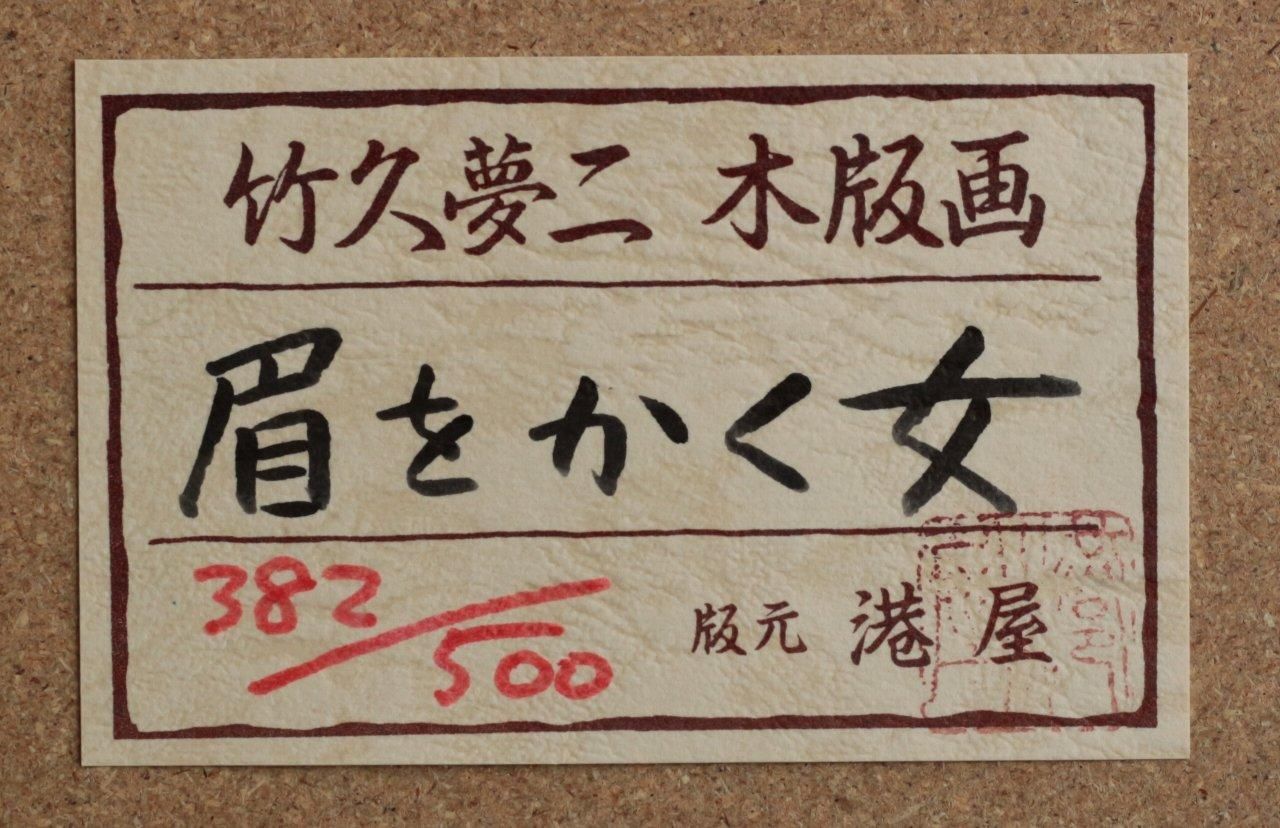 竹久夢二 木版画
眉をかく女
382/500
版元 港屋